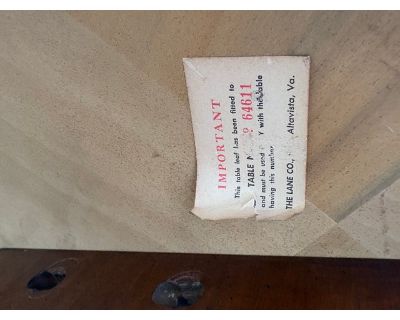 IMPORTANT
This table leaf has been fitted to
TABLE 64611
and must be used with the table
having this number
THE LANE CO., Altavista, Va.